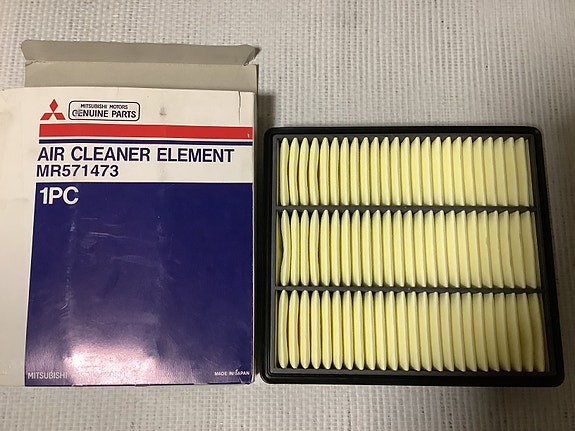 MITSUBISHI MOTORS
GENUINE PARTS
AIR CLEANER ELEMENT
MR571473
1PC
MITSUBISHI
MADE IN JAPAN